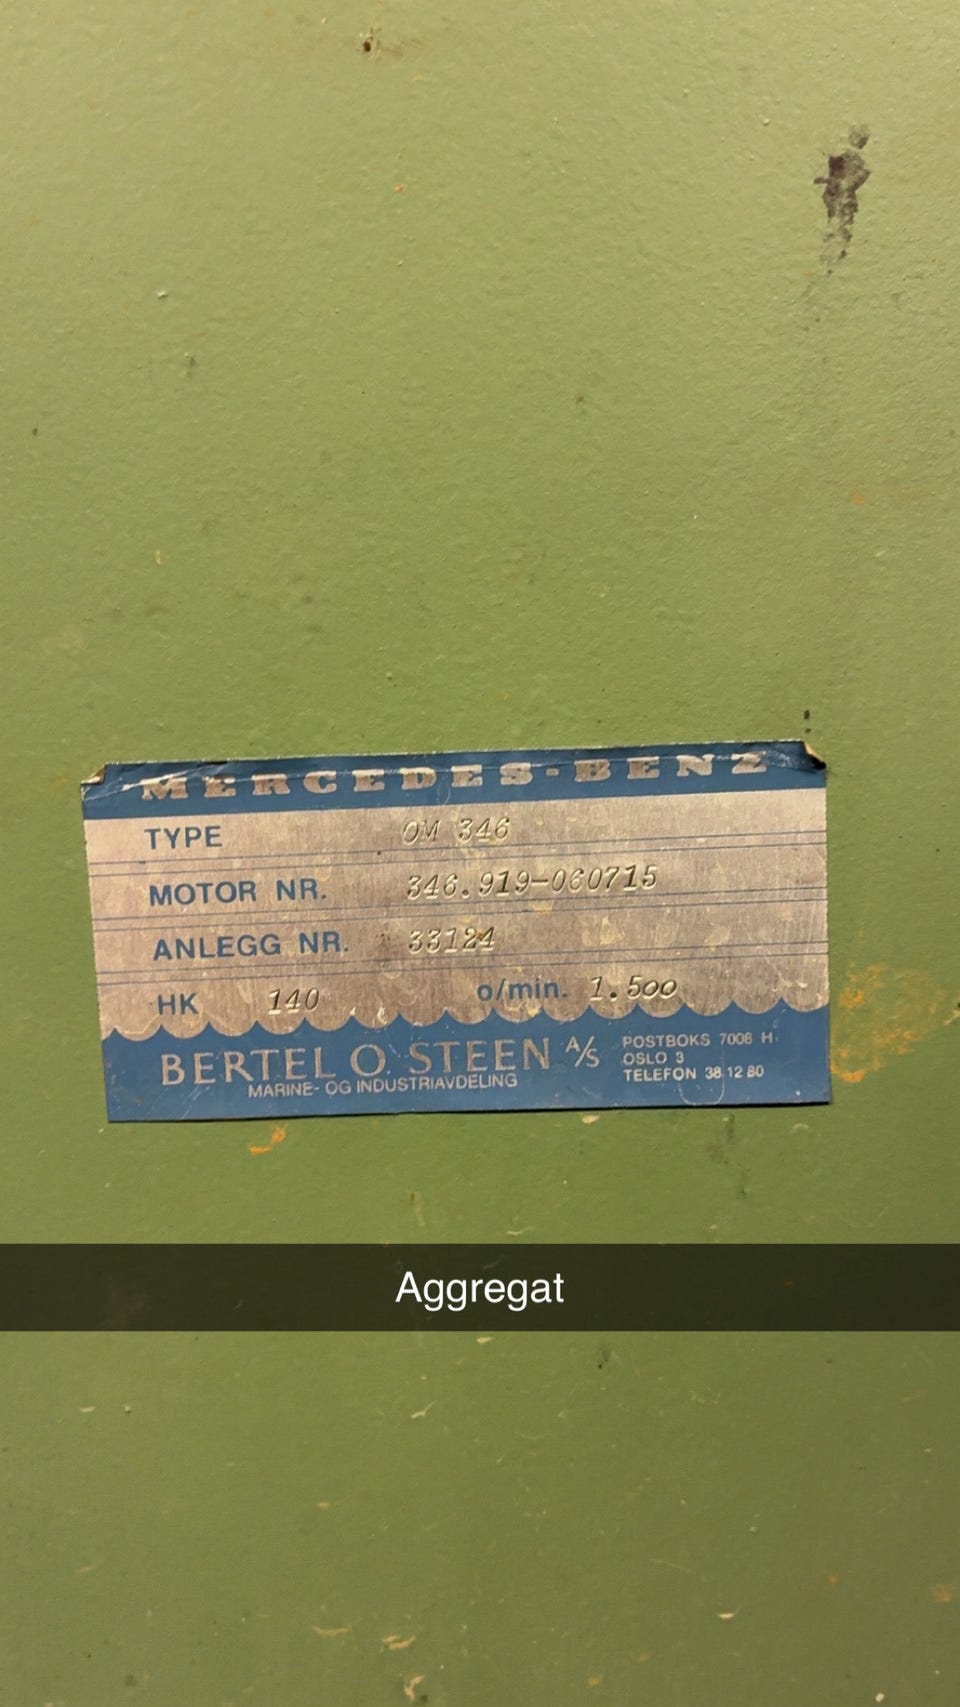 MERCEDES-BENZ
TYPE OM 346
MOTOR NR. 346.919-060715
ANLEGG NR. 33124
HK 140 o/min. 1.500
BERTEL O. STEEN A/S
MARINE- OG INDUSTRIAVDELING
POSTBOKS 7008 H
OSLO 3
TELEFON 38 12 80
Aggregat